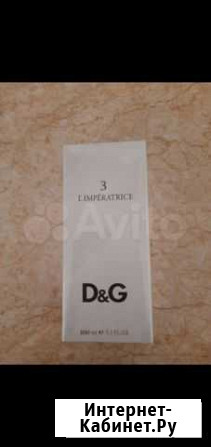 3
L'IMPÉRATRICE
Avito
D&G
Интернет-
Кабинет.Ру